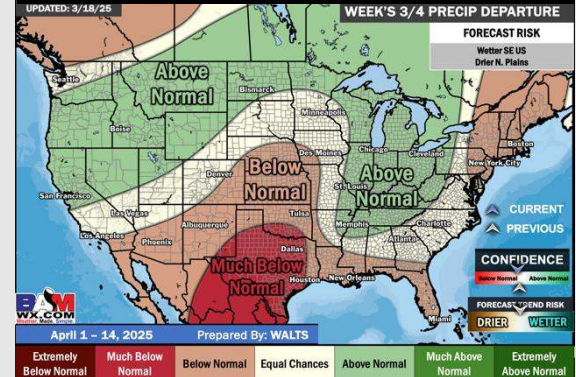 UPDATED: 3/18/25
WEEK'S 3/4 PRECIP DEPARTURE
FORECAST RISK
Wetter SE US
Drier N. Plains
Seattle
Above
Normal
Bismarck
Minneapolis
Boise
Boston
Des Moines
Chicago
Cleveland
New York City
Below
Normal
Denver
St. Louis
Above
Normal
San Francisco
Las Vegas
Tulsa
Memphis
Charlotte
CURRENT
Los Angeles
Albuquerque
Atlanta
PREVIOUS
Phoenix
Dallas
Much Below
Normal
Houston
New Orleans
CONFIDENCE
Below Normal
Above Normal
Miami
FORECAST TREND RISK
DRIER
WETTER
BAM
WX.COM
Weather. Made. Simple.
April 1 – 14, 2025
Prepared By: WALTS
Extremely
Below Normal
Much Below
Normal
Below Normal
Equal Chances
Above Normal
Much Above
Normal
Extremely
Above Normal